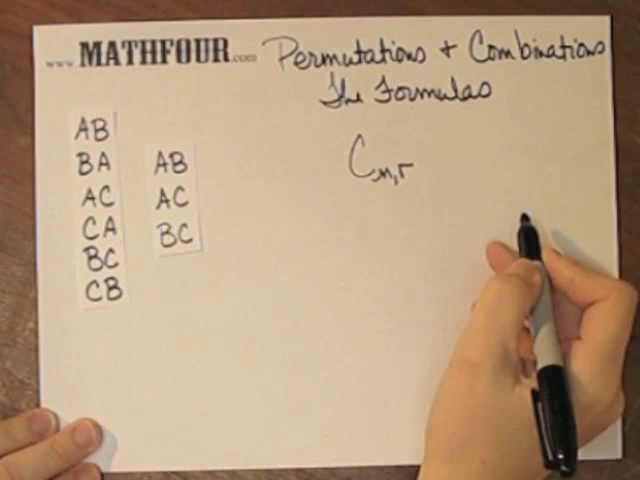 www.MATHFOUR.com
Permutations + Combinations
The Formulas
AB
BA
AC
CA
BC
CB
AB
AC
BC
Cn,r